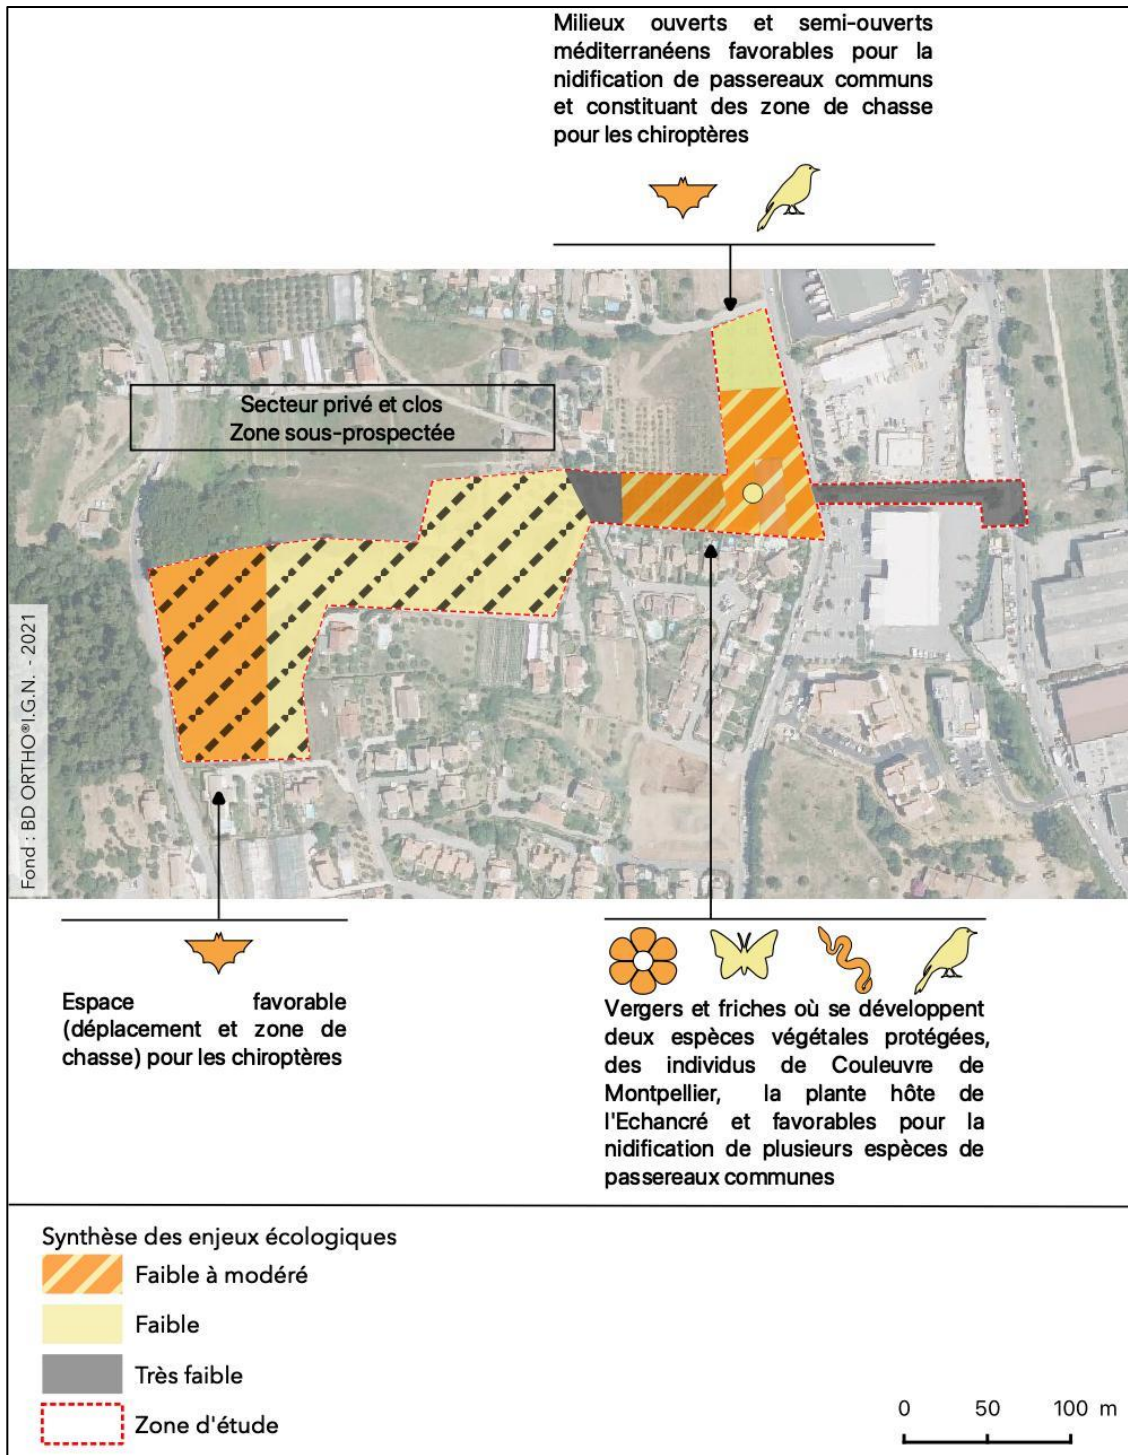 Milieux ouverts et semi-ouverts
méditerranéens favorables pour la
nidification de passereaux communs
et constituant des zone de chasse
pour les chiroptères
Secteur privé et clos
Zone sous-prospectée
Fond : BD ORTHO®I.G.N. - 2021
Espace favorable
(déplacement et zone de
chasse) pour les chiroptères
Vergers et friches où se développent
deux espèces végétales protégées,
des individus de Couleuvre de
Montpellier, la plante hôte de
l'Echancré et favorables pour la
nidification de plusieurs espèces de
passereaux communes
Synthèse des enjeux écologiques
Faible à modéré
Faible
Très faible
Zone d'étude
0 50 100 m